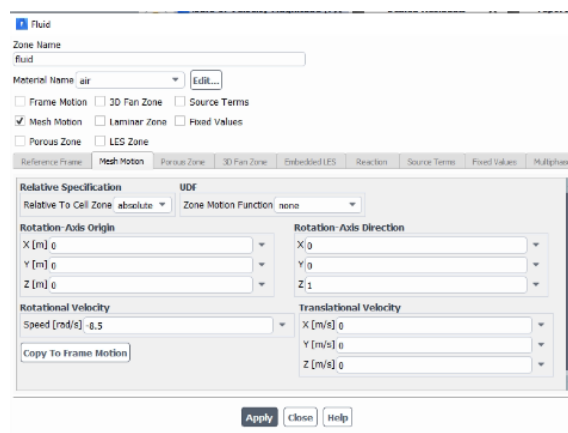 Fluid
Zone Name
fluid
Material Name air Edit...
Frame Motion 3D Fan Zone Source Terms
Mesh Motion Laminar Zone Fixed Values
Porous Zone LES Zone
Reference Frame Mesh Motion Porous Zone 3D Fan Zone Embedded LES Reaction Source Terms Fixed Values Multiphas
Relative Specification UDF
Relative To Cell Zone absolute Zone Motion Function none
Rotation-Axis Origin Rotation-Axis Direction
X [m] 0 X 0
Y [m] 0 Y 0
Z [m] 0 Z 1
Rotational Velocity Translational Velocity
Speed [rad/s] -8.5 X [m/s] 0
Copy To Frame Motion Y [m/s] 0
Z [m/s] 0
Apply Close Help